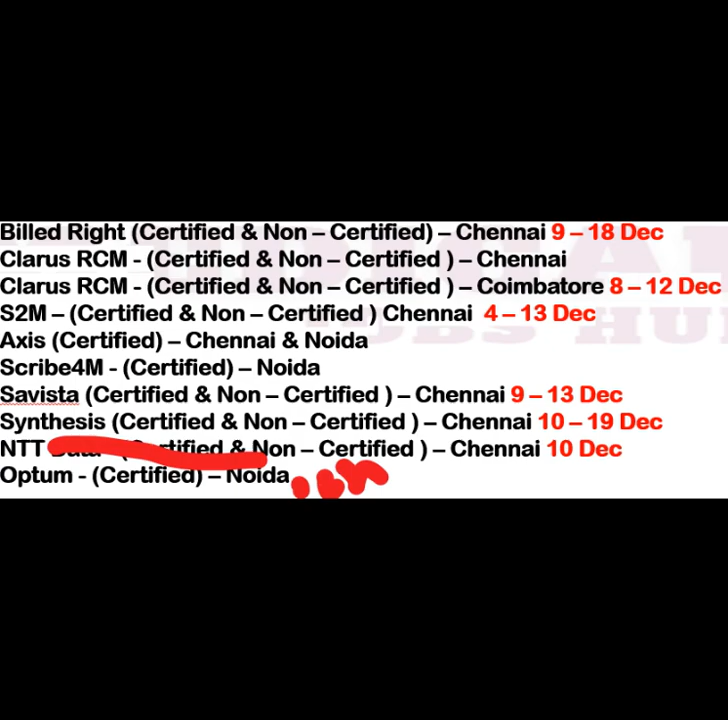 Billed Right (Certified & Non – Certified) – Chennai 9 – 18 Dec
Clarus RCM - (Certified & Non – Certified ) – Chennai
Clarus RCM - (Certified & Non – Certified ) – Coimbatore 8 – 12 Dec
S2M – (Certified & Non – Certified ) Chennai 4 – 13 Dec
Axis (Certified) – Chennai & Noida
Scribe4M - (Certified) – Noida
Savista (Certified & Non – Certified ) – Chennai 9 – 13 Dec
Synthesis (Certified & Non – Certified ) – Chennai 10 – 19 Dec
NTT Data - (Certified & Non – Certified ) – Chennai 10 Dec
Optum - (Certified) – Noida